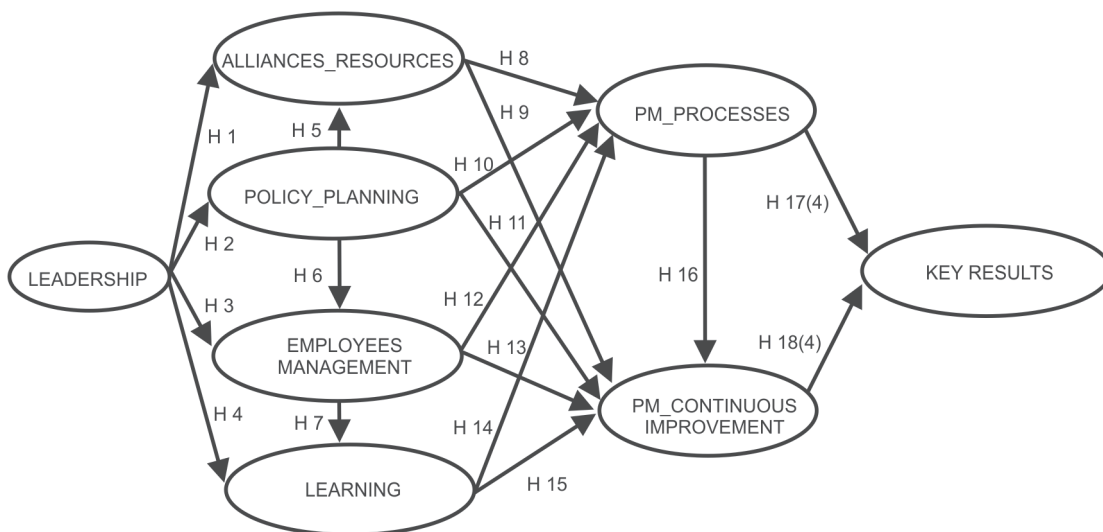 ALLIANCES_RESOURCES
H 8
PM_PROCESSES
H 9
H 1
H 5
H 10
POLICY_PLANNING
H 17(4)
H 11
H 2
LEADERSHIP
H 6
H 16
KEY RESULTS
H 3
H 12
EMPLOYEES
MANAGEMENT
H 13
H 18(4)
PM_CONTINUOUS
IMPROVEMENT
H 4
H 7
H 14
LEARNING
H 15